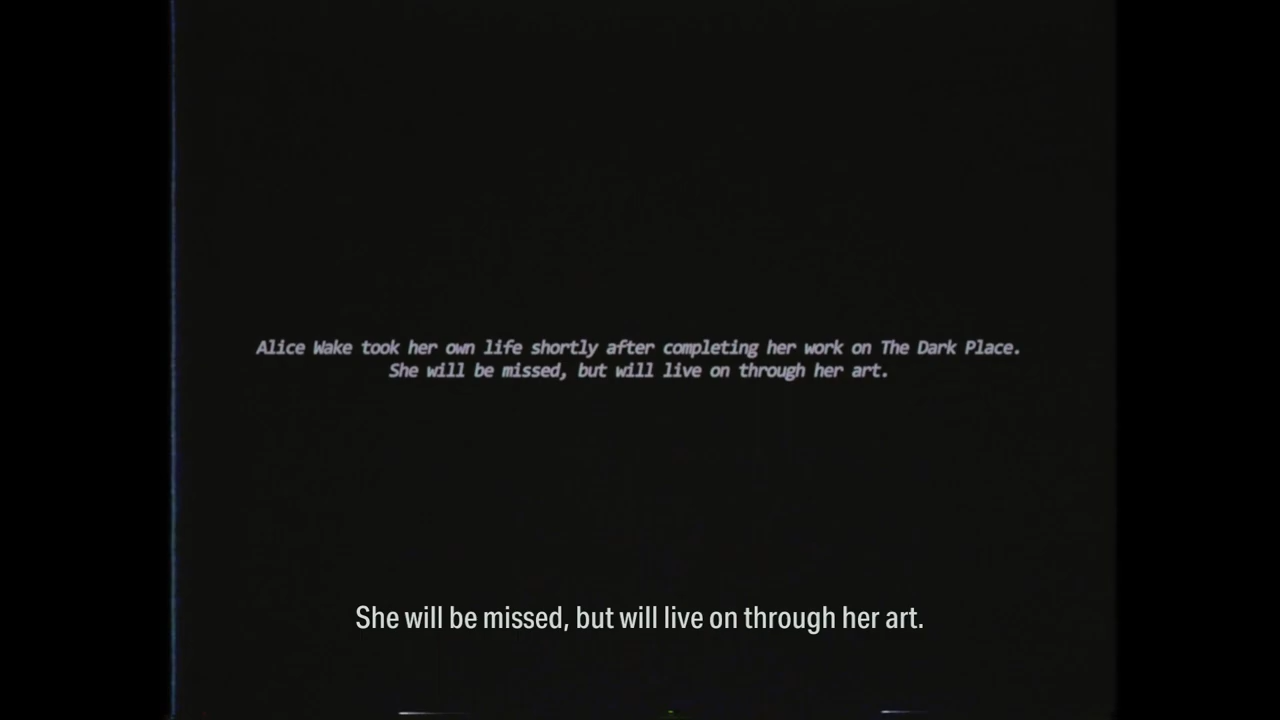 Alice Wake took her own life shortly after completing her work on The Dark Place.
She will be missed, but will live on through her art.
She will be missed, but will live on through her art.